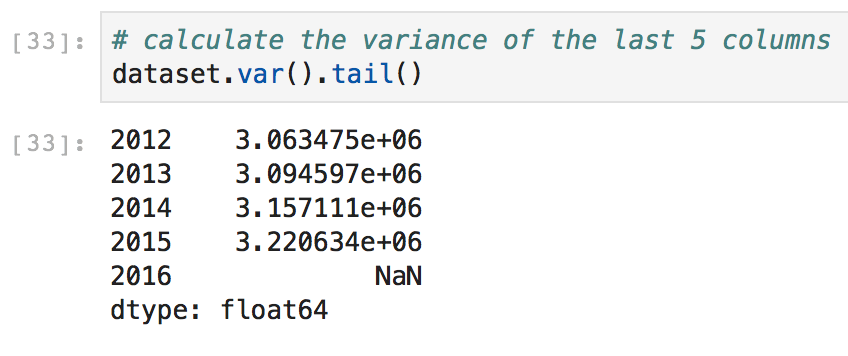 [33]: # calculate the variance of the last 5 columns
dataset.var().tail()
[33]: 2012 3.063475e+06
2013 3.094597e+06
2014 3.157111e+06
2015 3.220634e+06
2016 NaN
dtype: float64